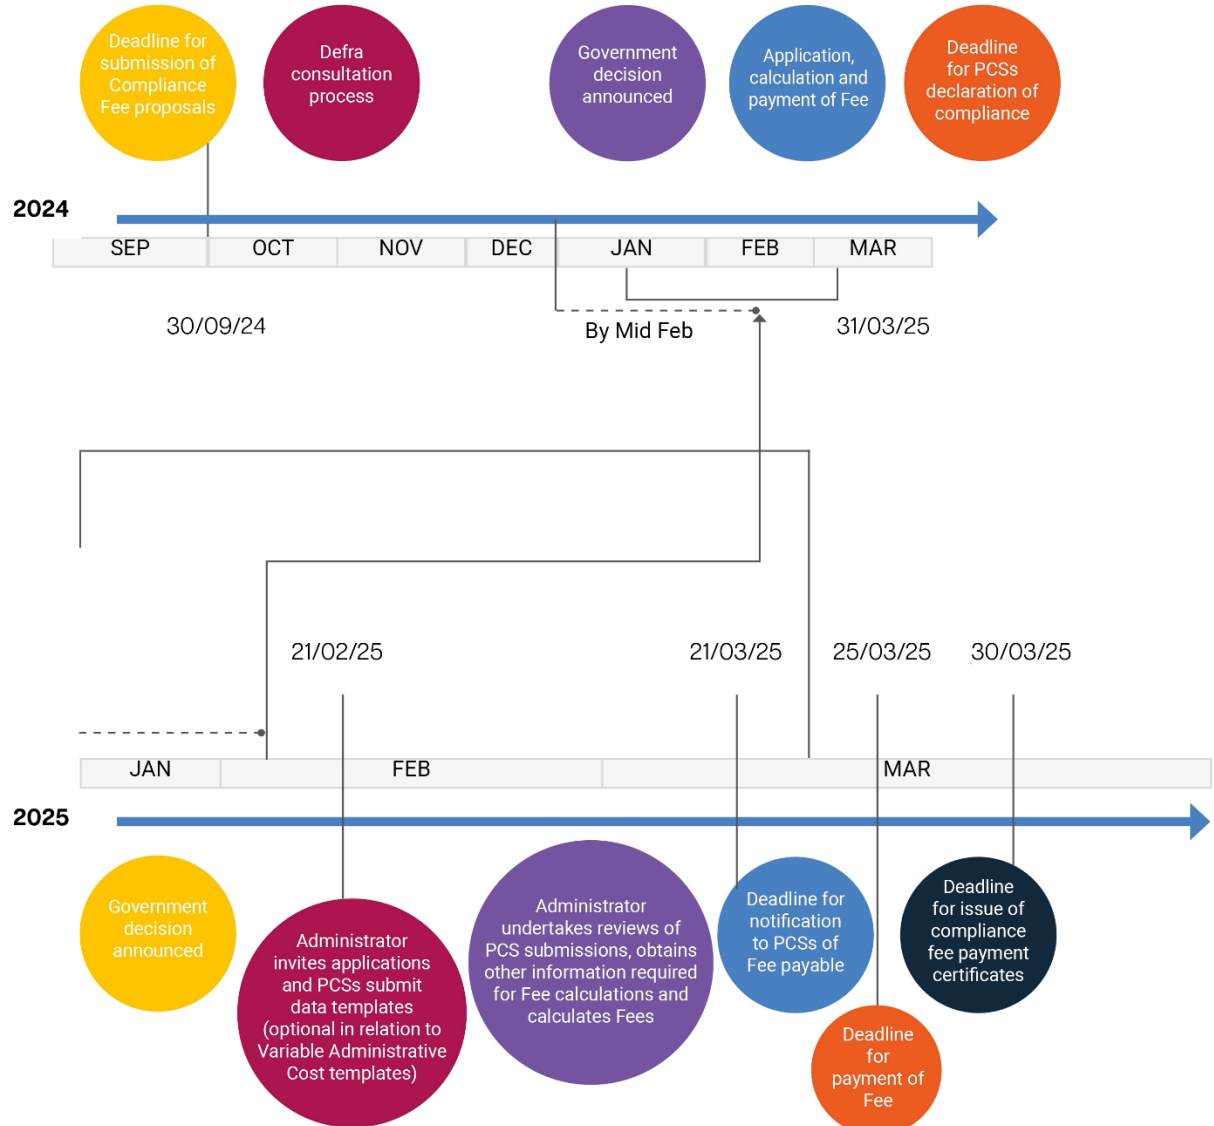 Deadline for
submission of
Compliance
Fee proposals
Defra
consultation
process
Government
decision
announced
Application,
calculation and
payment of Fee
Deadline
for PCSs
declaration of
compliance
2024
SEP
OCT
NOV
DEC
JAN
FEB
MAR
30/09/24
By Mid Feb
31/03/25
21/02/25
21/03/25
25/03/25
30/03/25
JAN
FEB
MAR
2025
Government
decision
announced
Administrator
invites applications
and PCSs submit
data templates
(optional in relation to
Variable Administrative
Cost templates)
Administrator
undertakes reviews of
PCS submissions, obtains
other information required
for Fee calculations and
calculates Fees
Deadline for
notification
to PCSs of
Fee payable
Deadline
for
payment of
Fee
Deadline
for issue of
compliance
fee payment
certificates